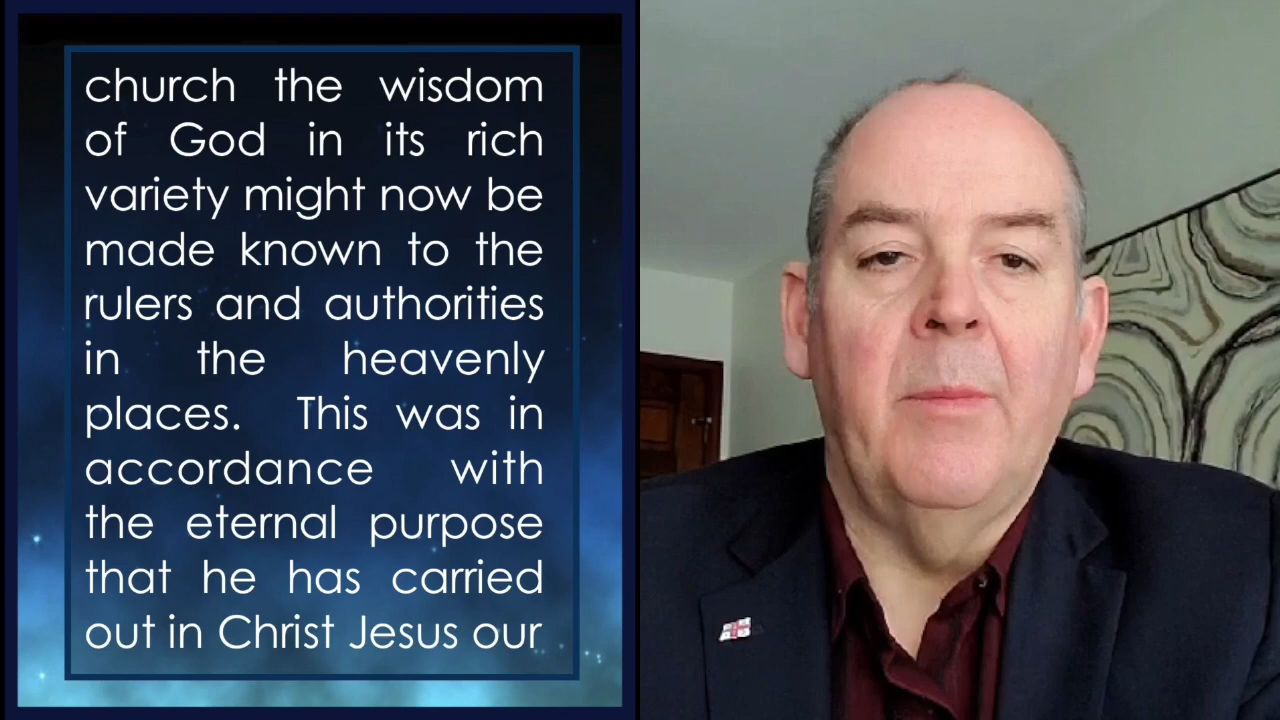 church the wisdom
of God in its rich
variety might now be
made known to the
rulers and authorities
in the heavenly
places. This was in
accordance with
the eternal purpose
that he has carried
out in Christ Jesus our